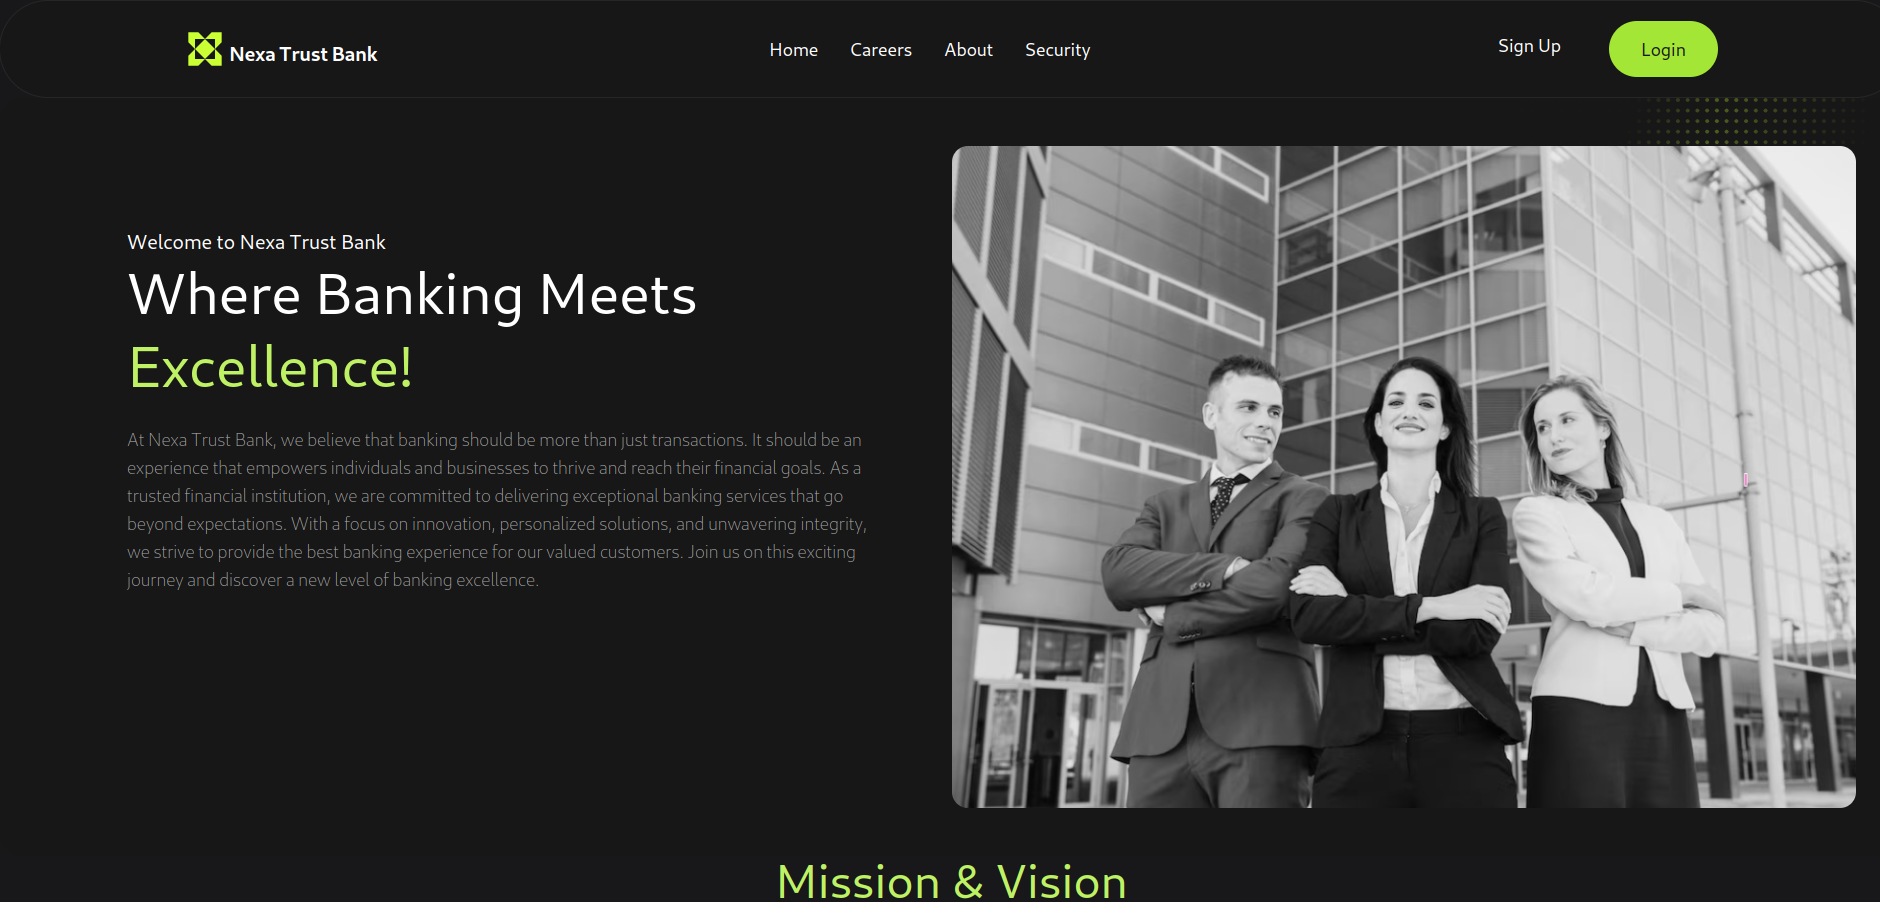 Nexa Trust Bank
Home Careers About Security
Sign Up
Login
Welcome to Nexa Trust Bank
Where Banking Meets
Excellence!
At Nexa Trust Bank, we believe that banking should be more than just transactions. It should be an
experience that empowers individuals and businesses to thrive and reach their financial goals. As a
trusted financial institution, we are committed to delivering exceptional banking services that go
beyond expectations. With a focus on innovation, personalized solutions, and unwavering integrity,
we strive to provide the best banking experience for our valued customers. Join us on this exciting
journey and discover a new level of banking excellence.
Mission & Vision